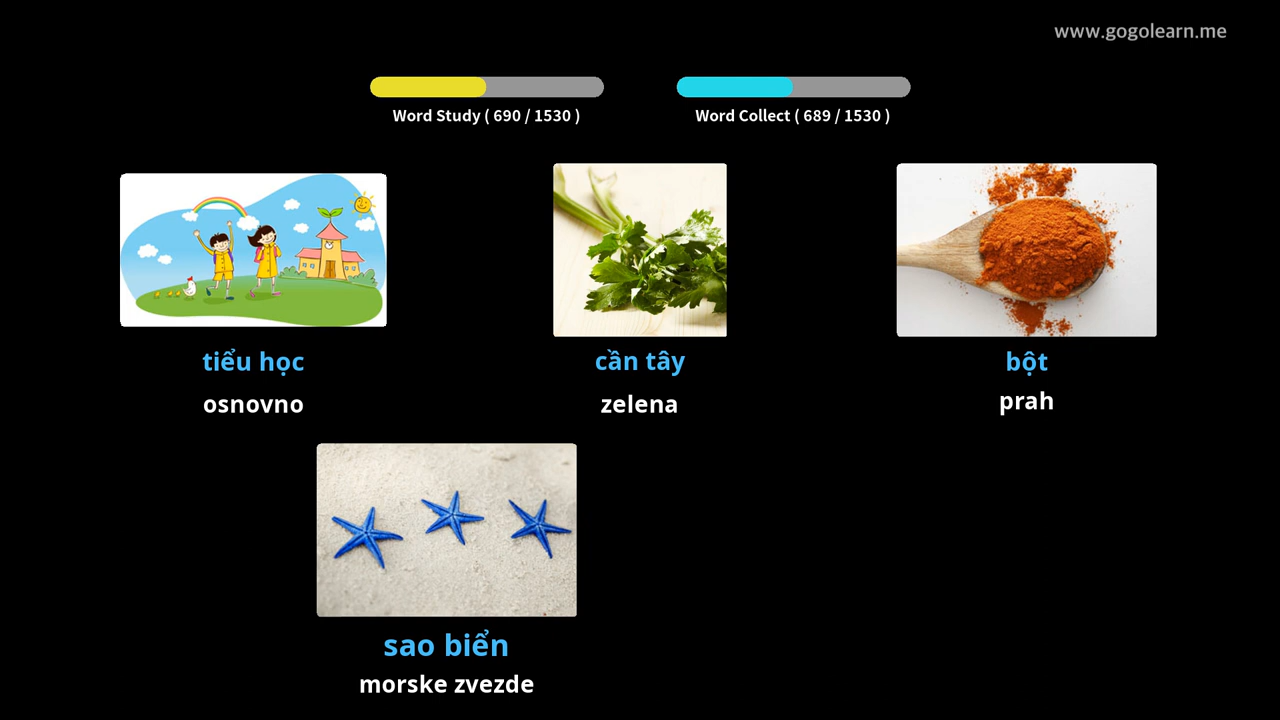 www.gogolearn.me
Word Study ( 690 / 1530 )
Word Collect ( 689 / 1530 )
tiểu học
cần tây
bột
osnovno
zelena
prah
sao biển
morske zvezde